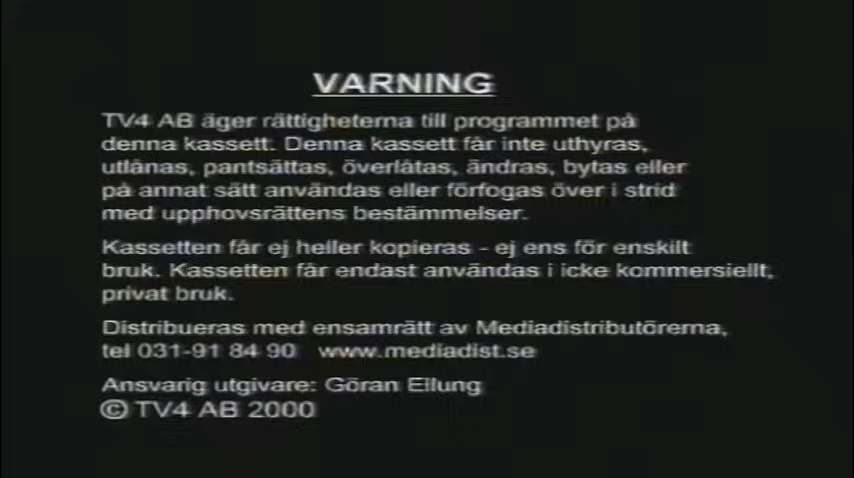 VARNING
TV4 AB äger rättigheterna till programmet på
denna kassett. Denna kassett får inte uthyras,
utlånas, pantsättas, överlåtas, ändras, bytas eller
på annat sätt användas eller förfogas över i strid
med upphovsrättens bestämmelser.
Kassetten får ej heller kopieras - ej ens för enskilt
bruk. Kassetten får endast användas i icke kommersiellt,
privat bruk.
Distribueras med ensamrätt av Mediadistributörerna,
tel 031-91 84 90 www.mediadist.se
Ansvarig utgivare: Göran Ellung
© TV4 AB 2000